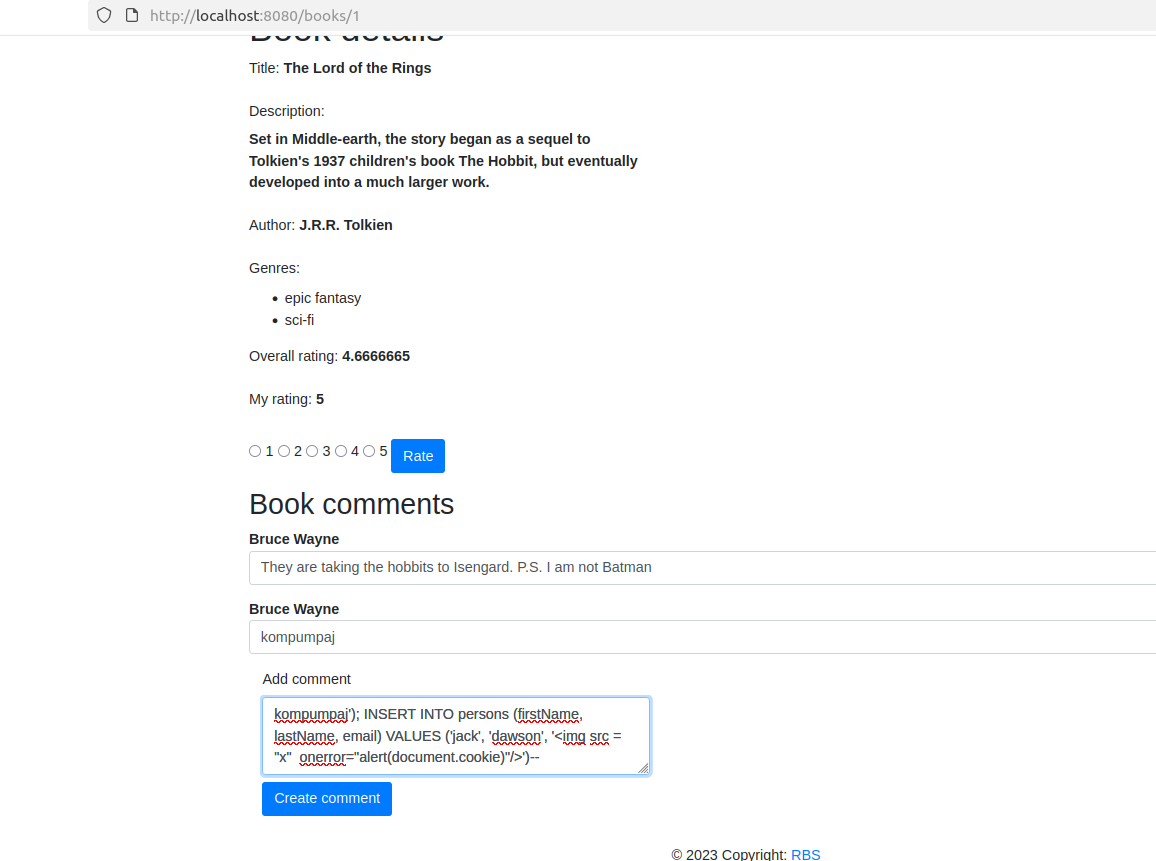 http://localhost:8080/books/1
Book details
Title: The Lord of the Rings
Description:
Set in Middle-earth, the story began as a sequel to
Tolkien's 1937 children's book The Hobbit, but eventually
developed into a much larger work.
Author: J.R.R. Tolkien
Genres:
• epic fantasy
• sci-fi
Overall rating: 4.6666665
My rating: 5
1 2 3 4 5 Rate
Book comments
Bruce Wayne
They are taking the hobbits to Isengard. P.S. I am not Batman
Bruce Wayne
kompumpaj
Add comment
kompumpaj'); INSERT INTO persons (firstName,
lastName, email) VALUES ('jack', 'dawson', '<img src =
"x"  onerror="alert(document.cookie)"/>')--
Create comment
© 2023 Copyright: RBS